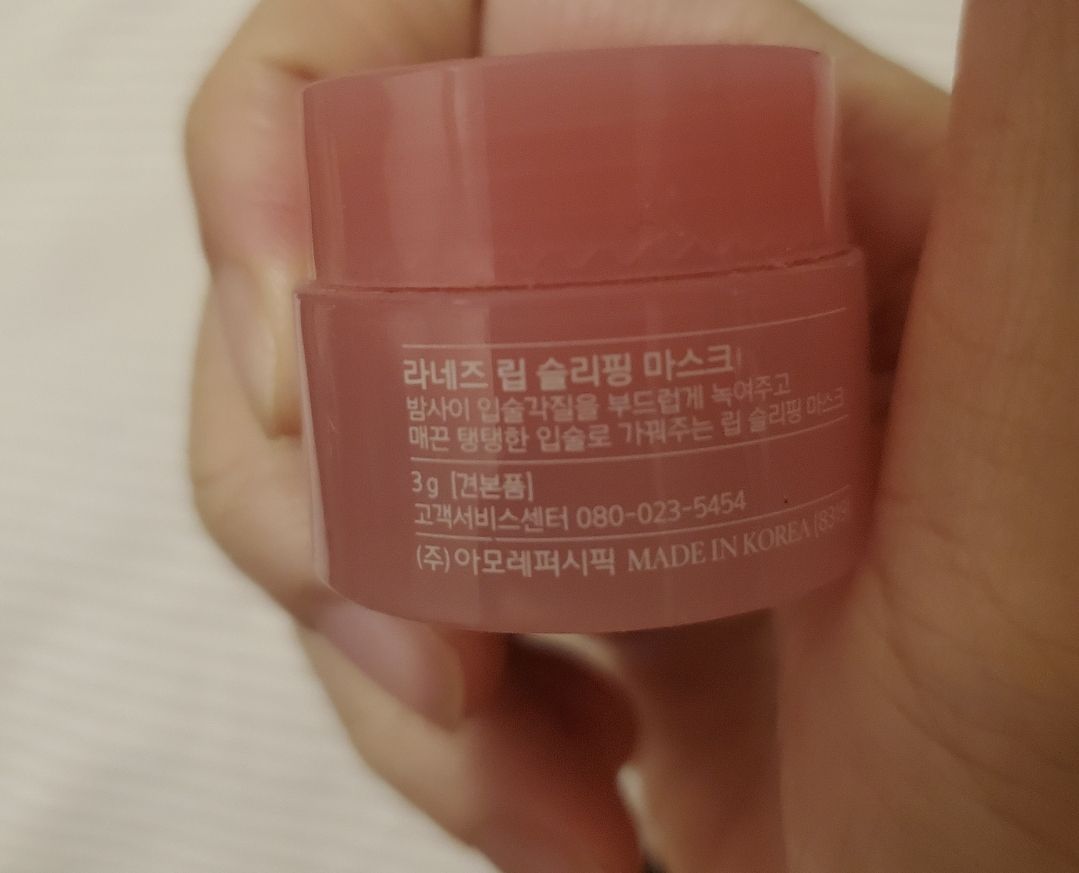 라네즈 립 슬리핑 마스크
밤사이 입술각질을 부드럽게 녹여주고
매끈 탱탱한 입술로 가꿔주는 립 슬리핑 마스크
3g [견본품]
고객서비스센터 080-023-5454
(주)아모레퍼시픽 MADE IN KOREA